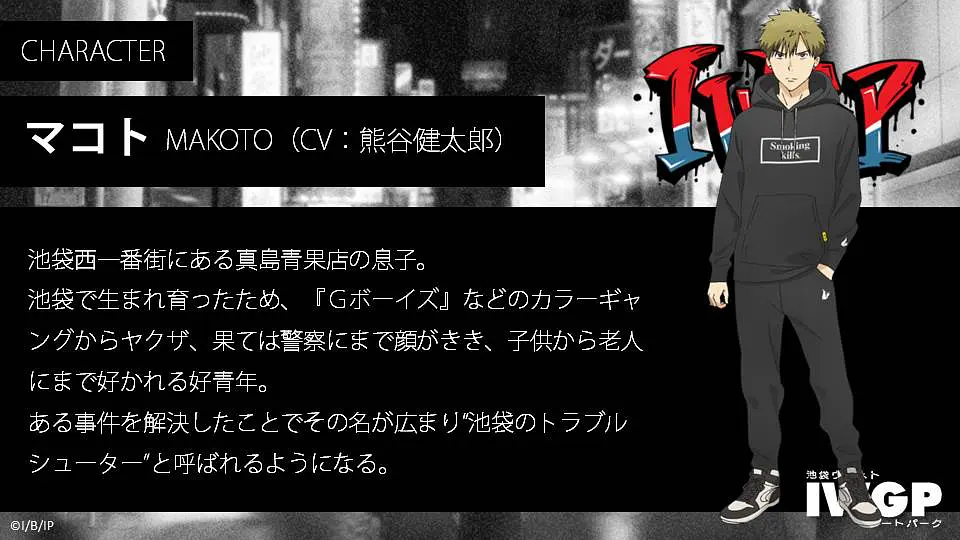 CHARACTER
マコト MAKOTO（CV：熊谷健太郎）
IWGP
Smoking
kills.
池袋西一番街にある真島青果店の息子。
池袋で生まれ育ったため、『Ｇボーイズ』などのカラーギャ
ングからヤクザ、果ては警察にまで顔がきき、子供から老人
にまで好かれる好青年。
ある事件を解決したことでその名が広まり“池袋のトラブル
シューター”と呼ばれるようになる。
IWGP
©I/B/IP